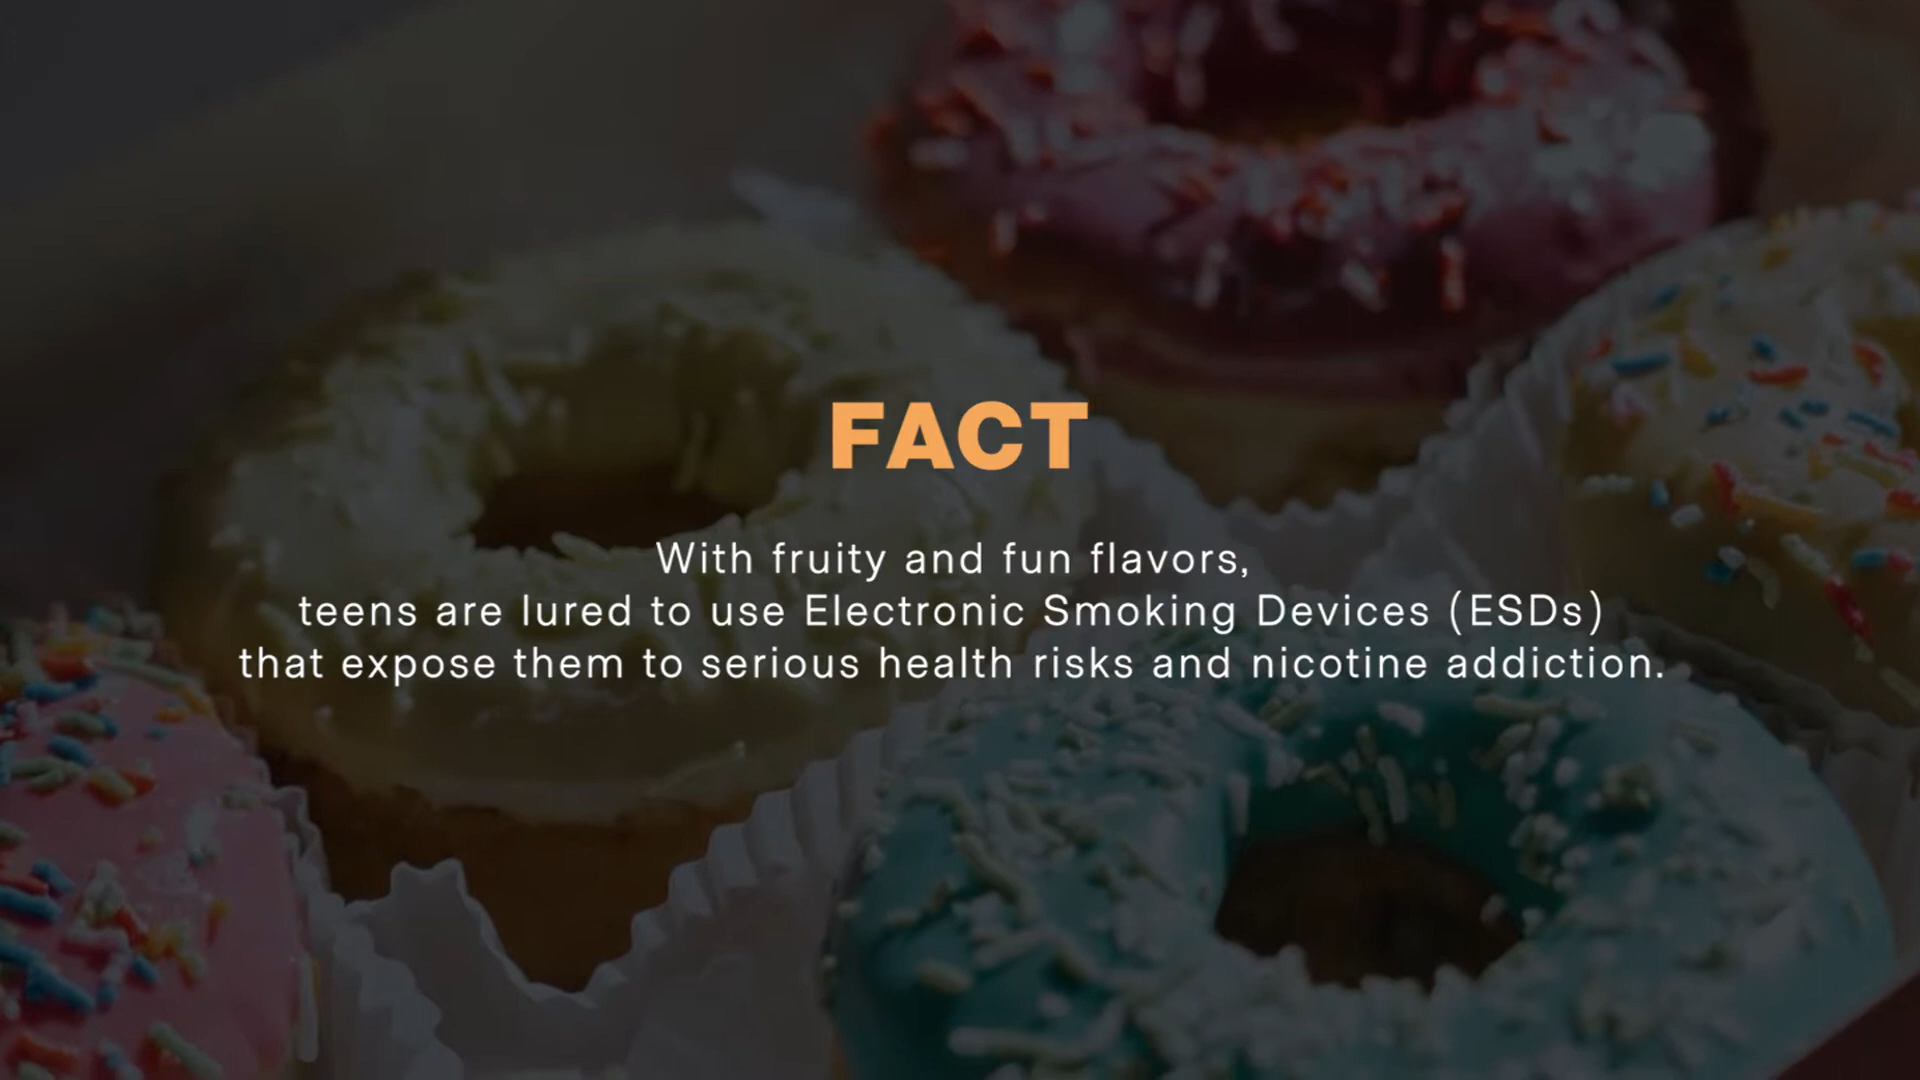 FACT
With fruity and fun flavors,
teens are lured to use Electronic Smoking Devices (ESDs)
that expose them to serious health risks and nicotine addiction.